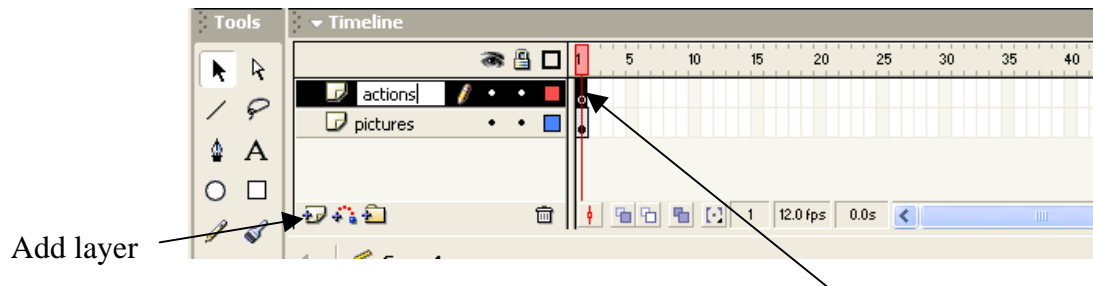 Tools
Timeline
1 5 10 15 20 25 30 35 40
actions
pictures
1 12.0 fps 0.0s
Add layer